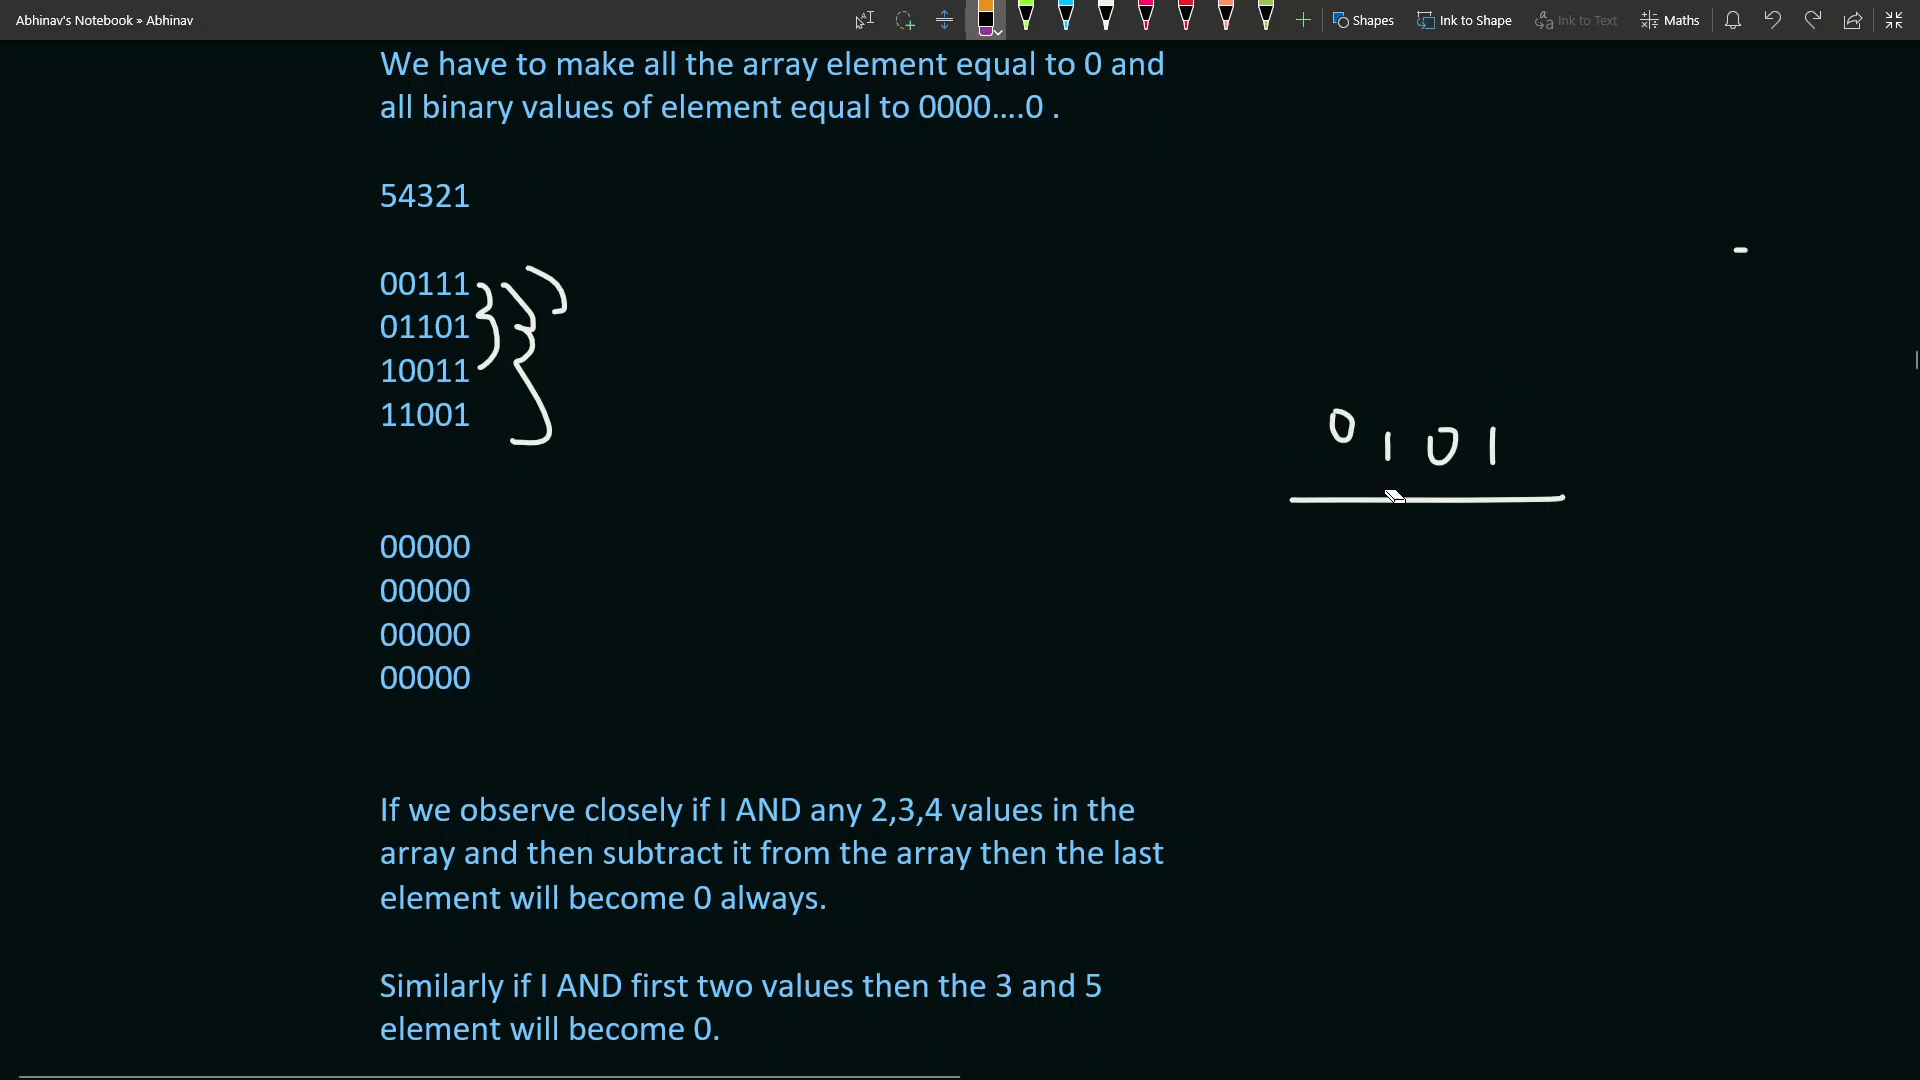 Abhinav's Notebook » Abhinav
Shapes
Ink to Shape
Ink to Text
Maths
We have to make all the array element equal to 0 and
all binary values of element equal to 0000....0 .
54321
00111
01101
10011
11001
0101
00000
00000
00000
00000
If we observe closely if I AND any 2,3,4 values in the
array and then subtract it from the array then the last
element will become 0 always.
Similarly if I AND first two values then the 3 and 5
element will become 0.